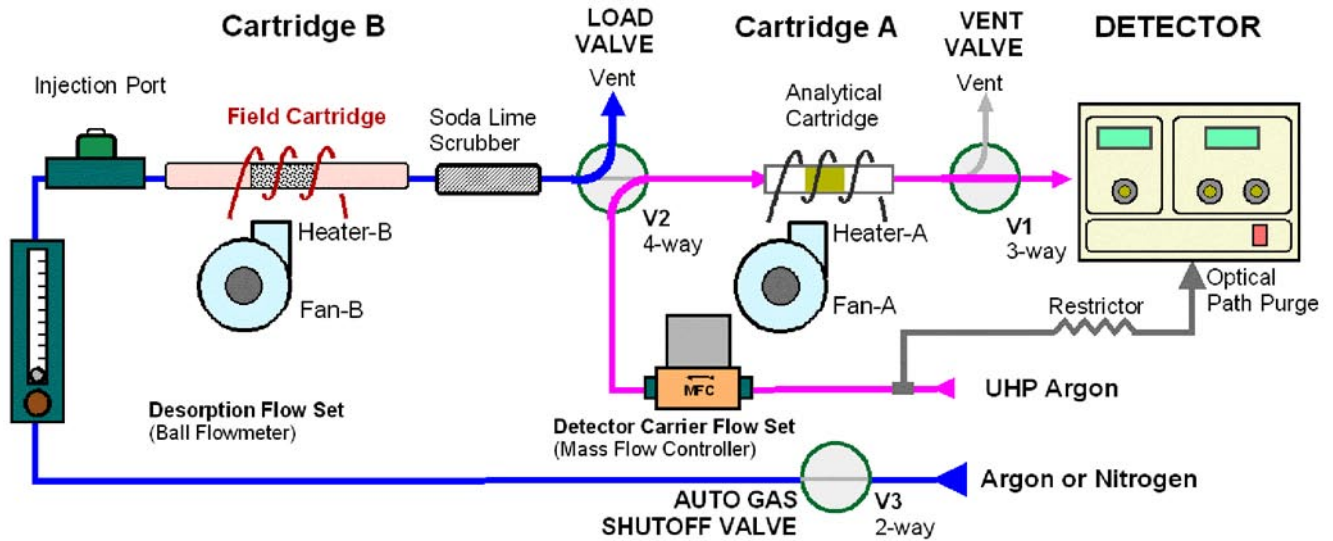 Cartridge B
LOAD
VALVE
Vent
Cartridge A
VENT
VALVE
Vent
DETECTOR
Injection Port
Field Cartridge
Soda Lime
Scrubber
Analytical
Cartridge
Heater-B
Fan-B
V2
4-way
Heater-A
Fan-A
V1
3-way
Optical
Path Purge
Restrictor
MFC
UHP Argon
Desorption Flow Set
(Ball Flowmeter)
Detector Carrier Flow Set
(Mass Flow Controller)
Argon or Nitrogen
AUTO GAS
SHUTOFF VALVE
V3
2-way